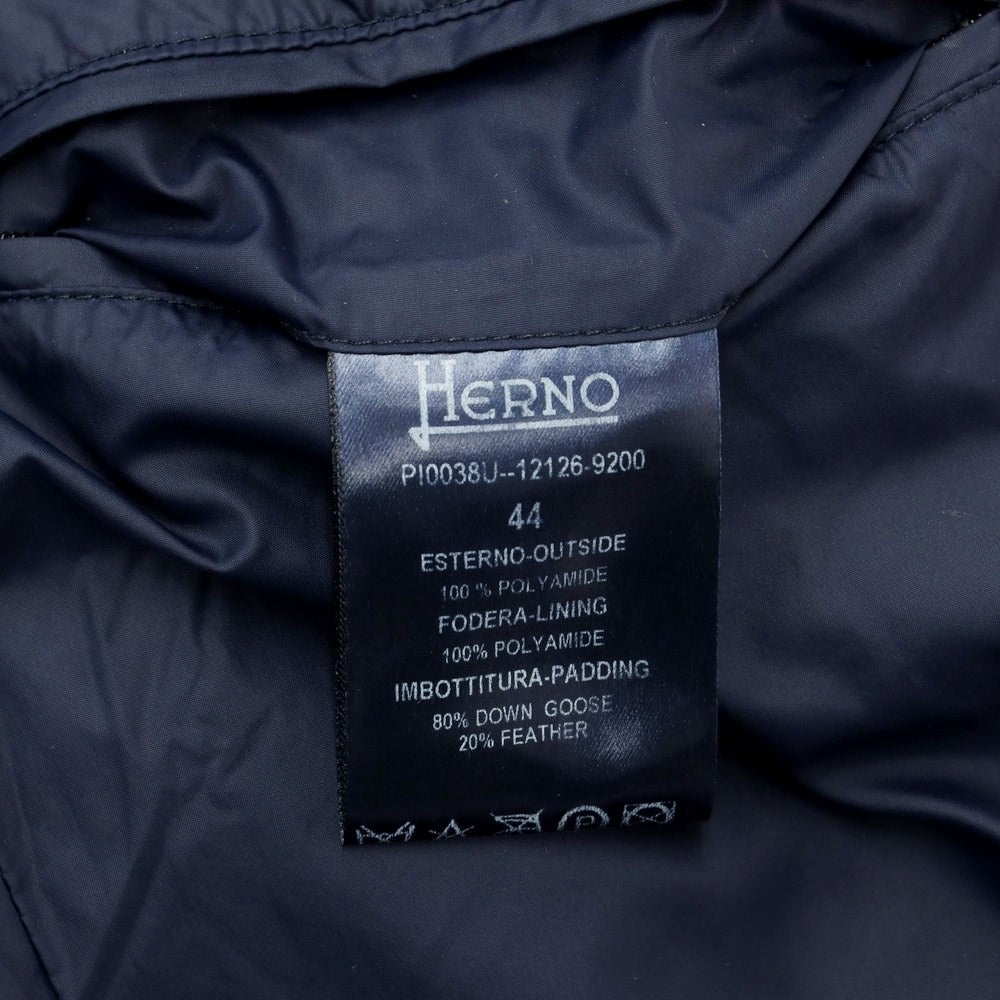 HERNO
PI0038U--12126-9200
44
ESTERNO-OUTSIDE
100 % POLYAMIDE
FODERA-LINING
100% POLYAMIDE
IMBOTTITURA-PADDING
80% DOWN GOOSE
20% FEATHER
P